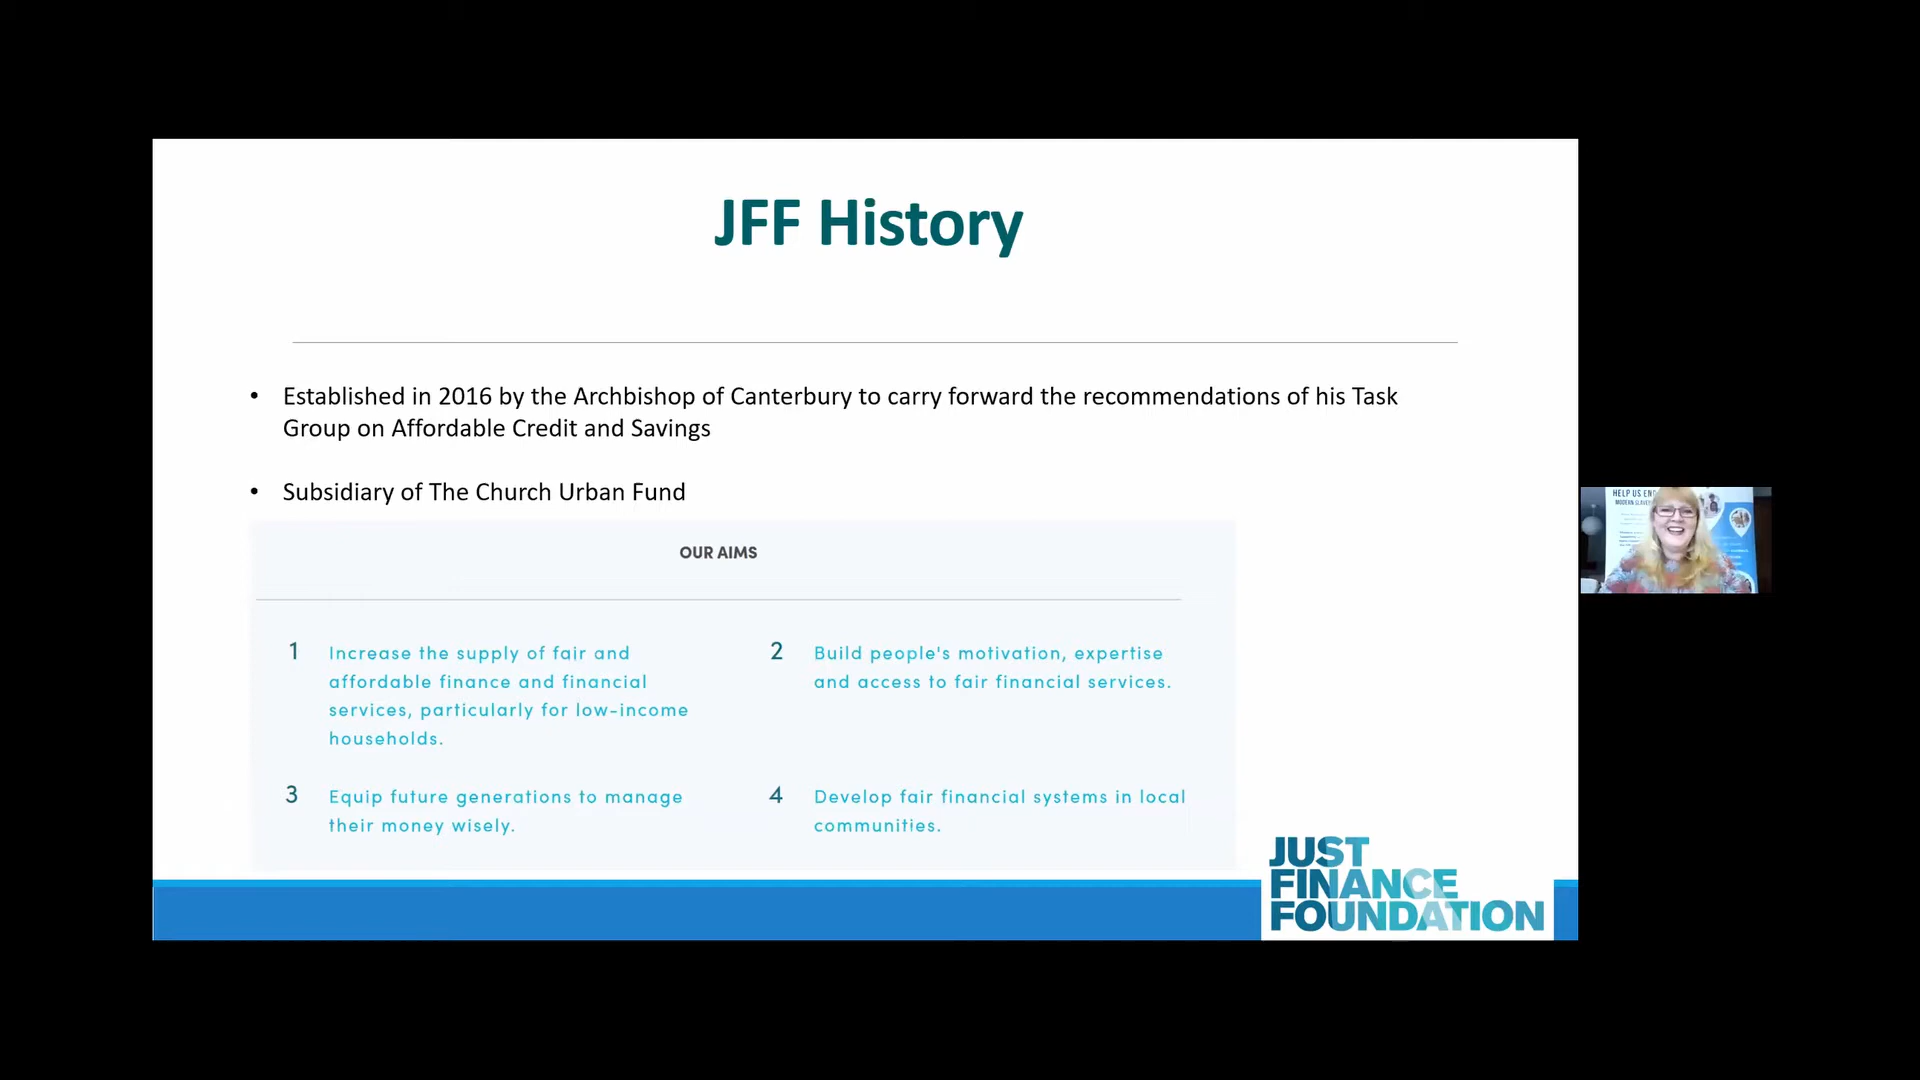 JFF History
• Established in 2016 by the Archbishop of Canterbury to carry forward the recommendations of his Task
Group on Affordable Credit and Savings
• Subsidiary of The Church Urban Fund
OUR AIMS
1 Increase the supply of fair and
affordable finance and financial
services, particularly for low-income
households.
2 Build people's motivation, expertise
and access to fair financial services.
3 Equip future generations to manage
their money wisely.
4 Develop fair financial systems in local
communities.
JUST
FINANCE
FOUNDATION
HELP US
MODERN